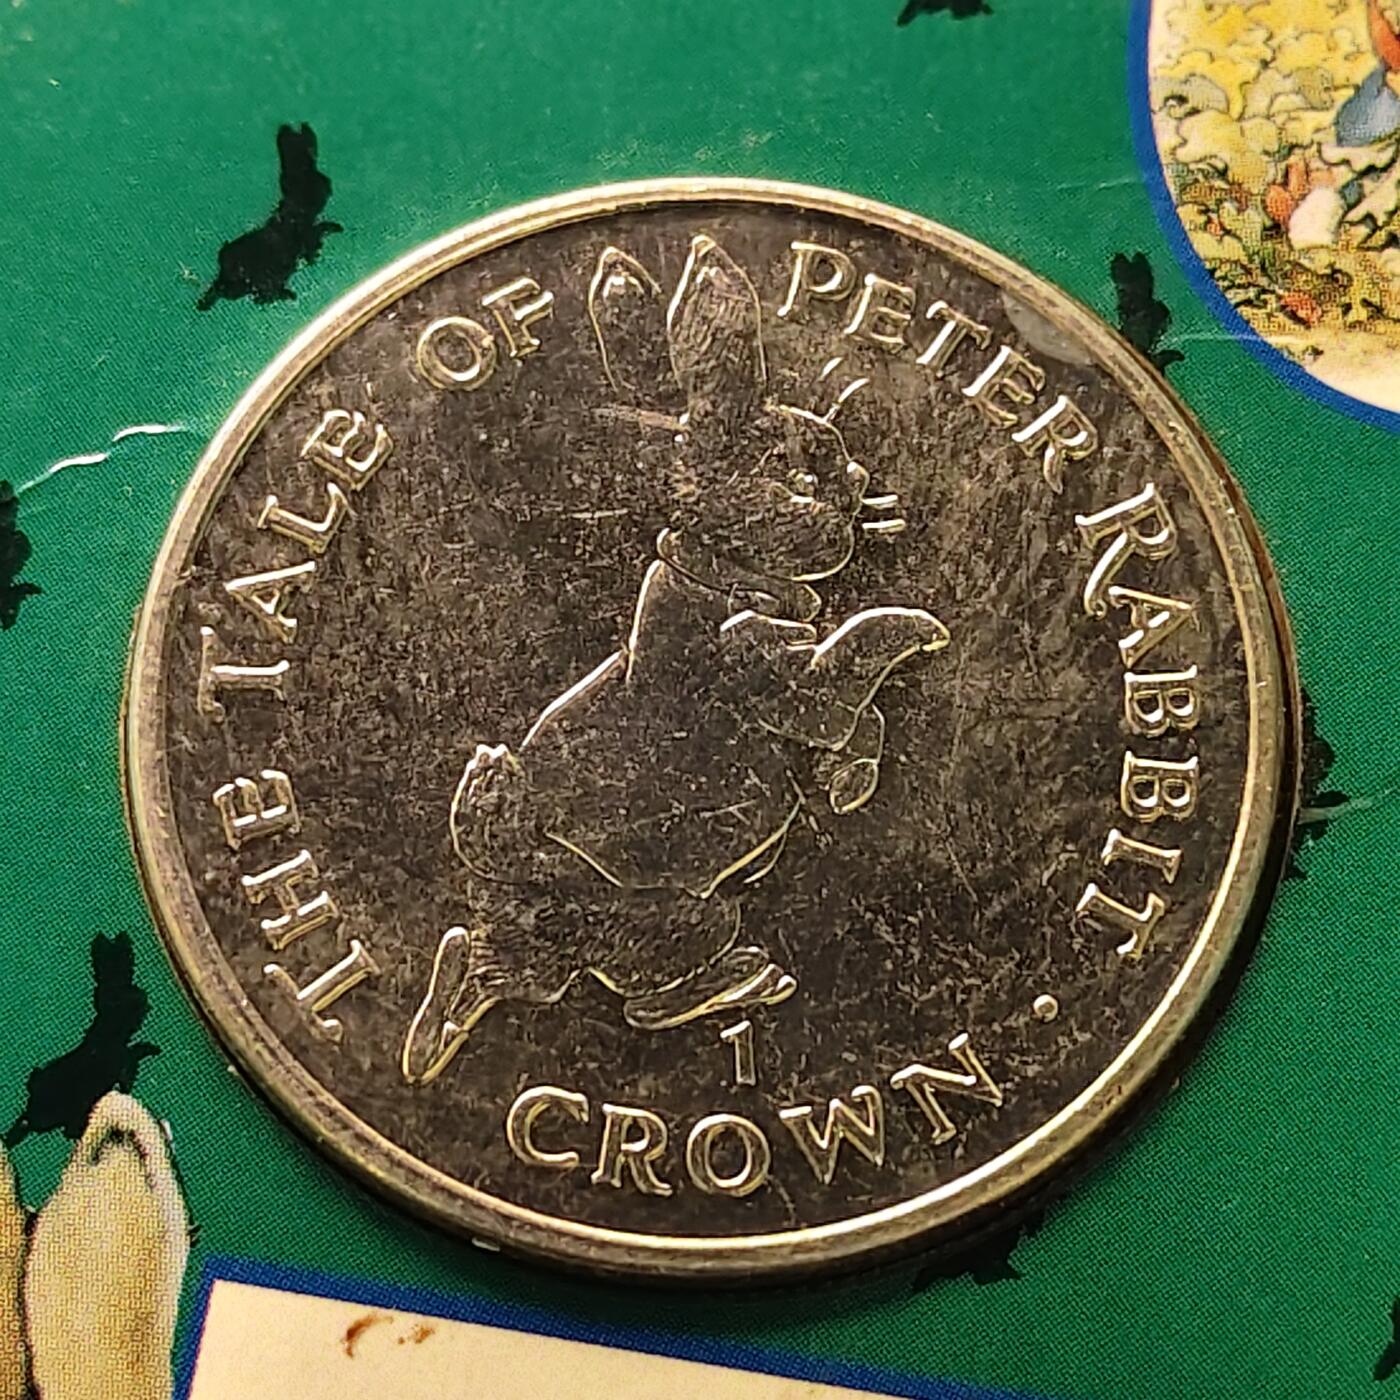 THE TALE OF PETER RABBIT .
1
CROWN